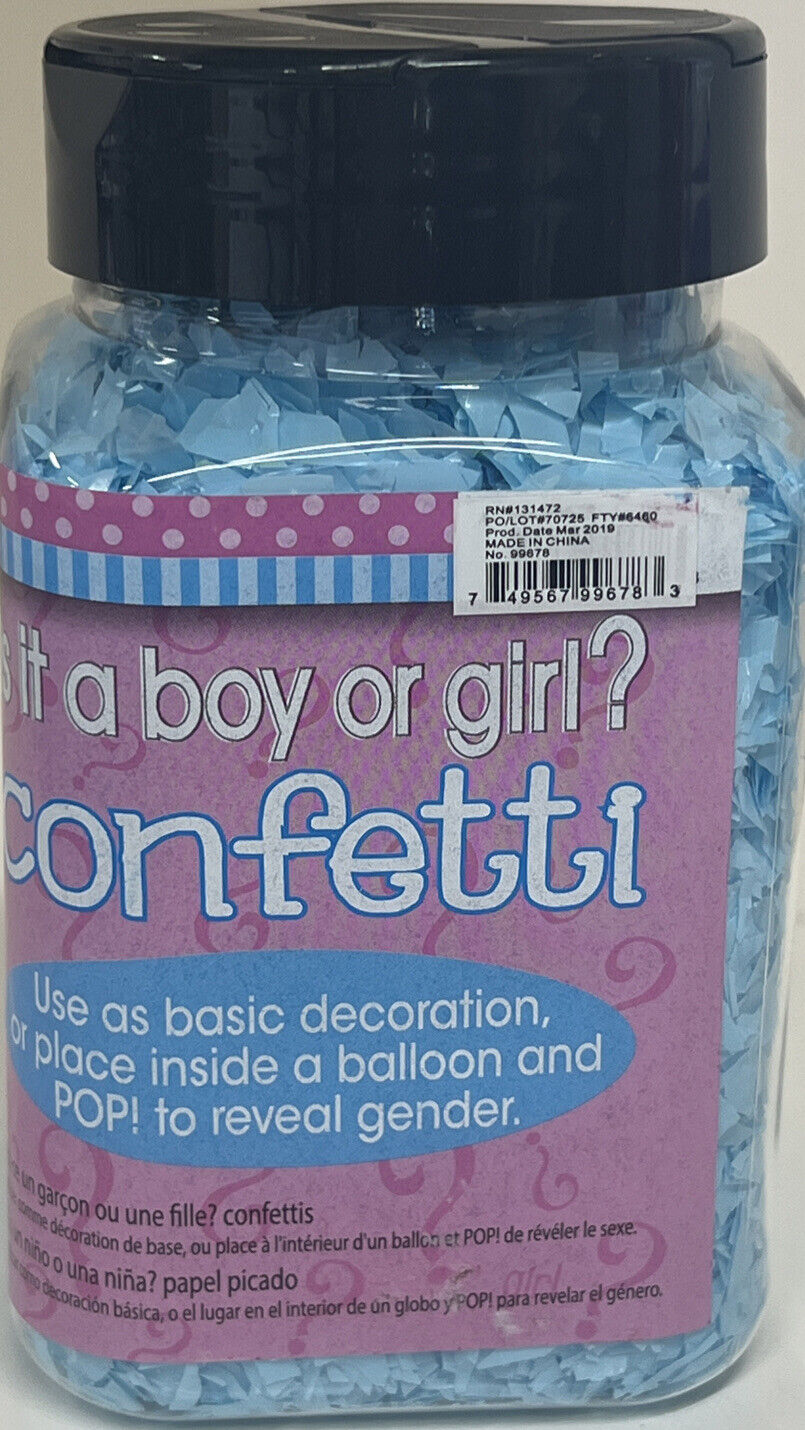 RN#131472
PO/LOT#70725 FTY#6460
Prod. Date Mar 2019
MADE IN CHINA
No. 99678
7 49567 99678 3
it a boy or girl?
confetti
Use as basic decoration,
or place inside a balloon and
POP! to reveal gender.
un garçon ou une fille? confettis
comme décoration de base, ou place à l'intérieur d'un ballon et POP! de révéler le sexe.
niño o una niña? papel picado
como decoración básica, o el lugar en el interior de un globo y POP! para revelar el género.